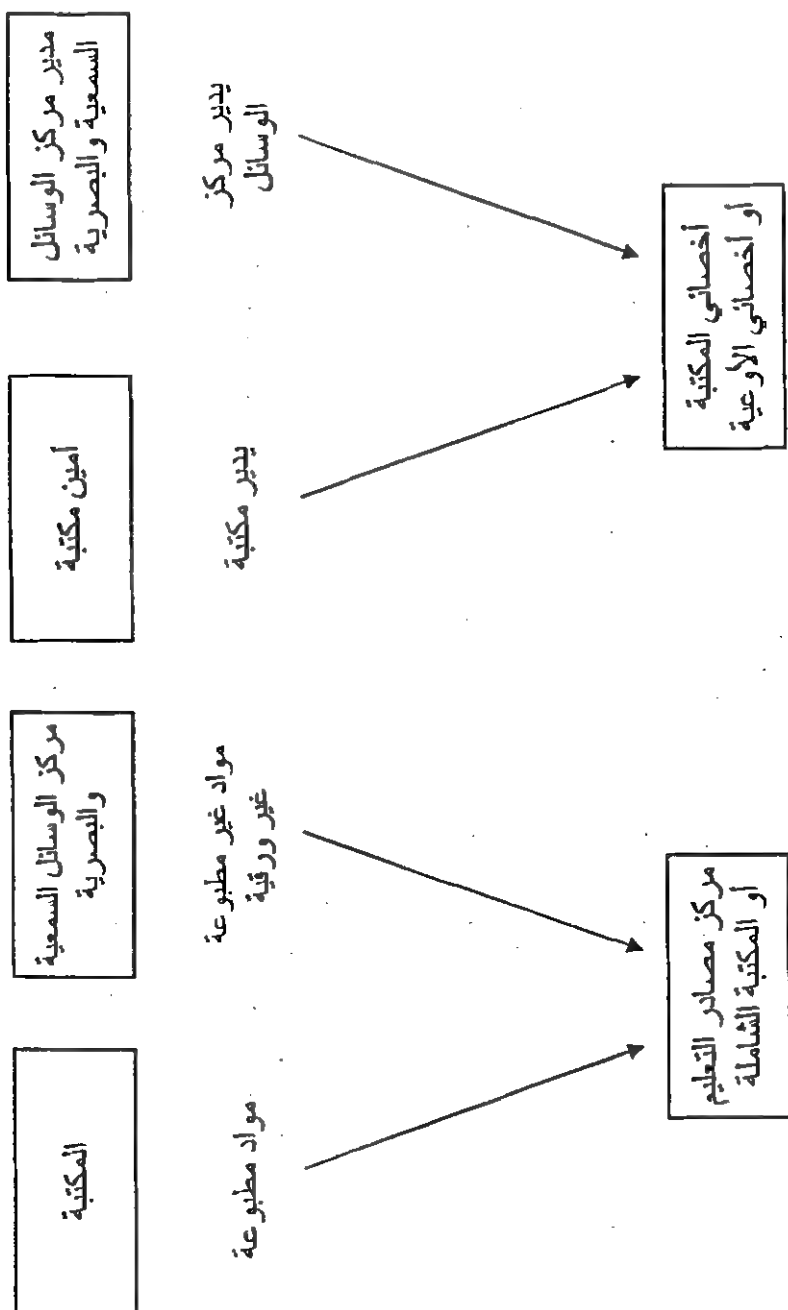 مدير مركز الوسائل
السمعية والبصرية
أمين مكتبة
مركز الوسائل السمعية
والبصرية
المكتبة
يدير مركز
الوسائل
يدير مكتبة
مواد غير مطبوعة
غير ورقية
مواد مطبوعة
أخصائي المكتبة
أو أخصائي الأوعية
مركز مصادر التعليم
أو المكتبة الشاملة